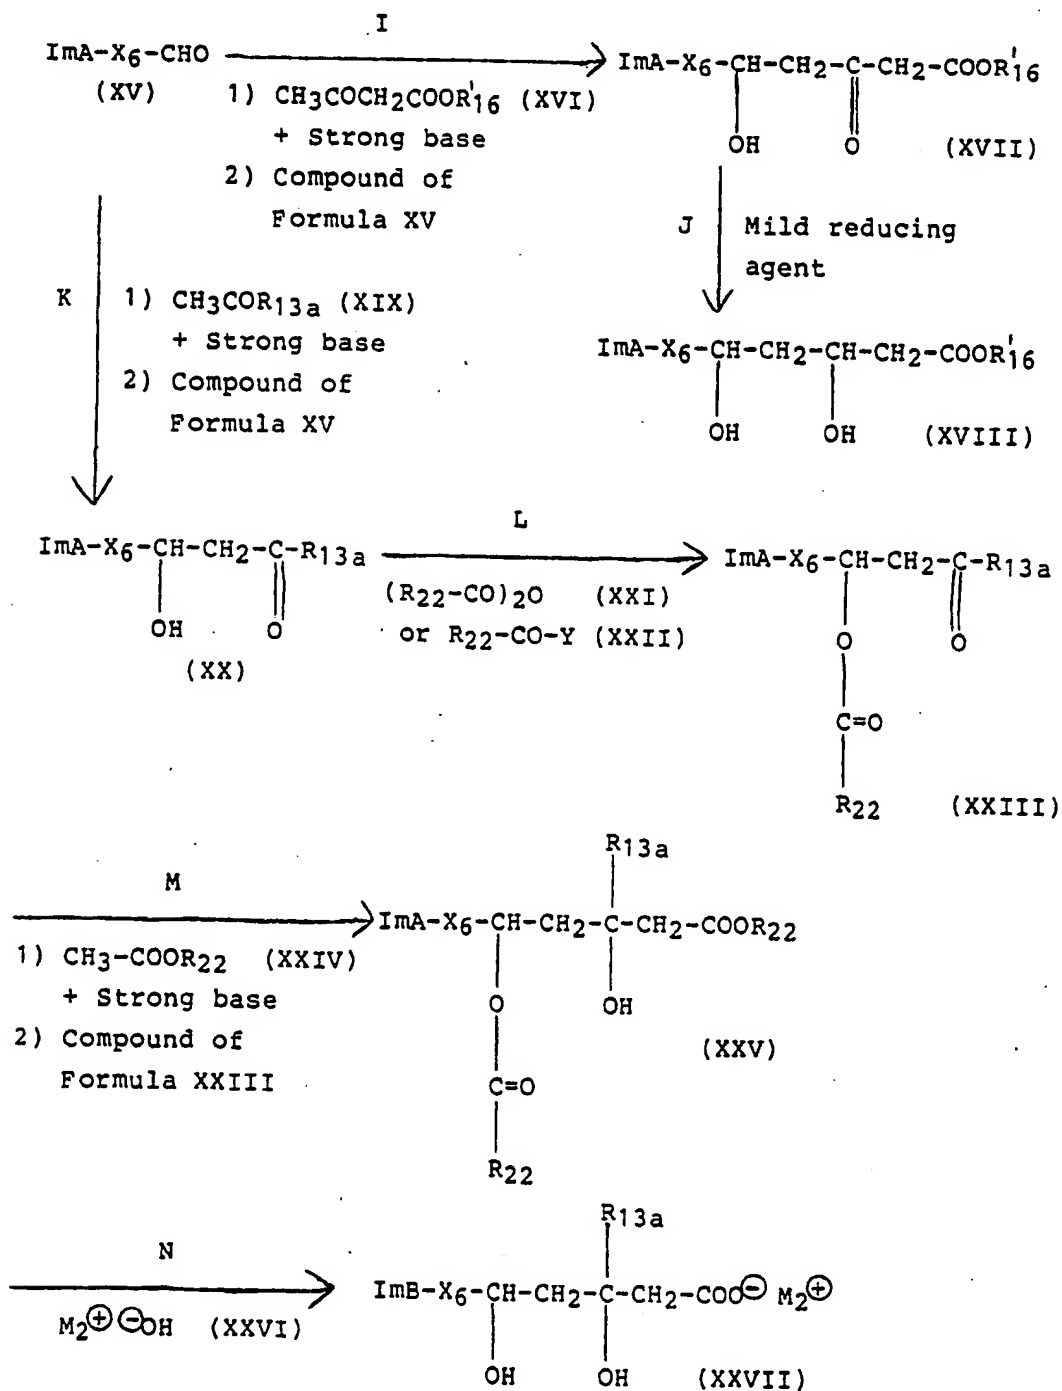 I
ImA-X6-CHO
(XV)
1) CH3COCH2COOR'16 (XVI)
+ Strong base
2) Compound of
Formula XV
ImA-X6-CH-CH2-C-CH2-COOR'16
OH O (XVII)
J Mild reducing
agent
K 1) CH3COR13a (XIX)
+ Strong base
2) Compound of
Formula XV
ImA-X6-CH-CH2-CH-CH2-COOR'16
OH OH (XVIII)
ImA-X6-CH-CH2-C-R13a
OH O
(XX)
L
(R22-CO)2O (XXI)
or R22-CO-Y (XXII)
ImA-X6-CH-CH2-C-R13a
O O
C=O
R22 (XXIII)
M
1) CH3-COOR22 (XXIV)
+ Strong base
2) Compound of
Formula XXIII
R13a
ImA-X6-CH-CH2-C-CH2-COOR22
O OH
(XXV)
C=O
R22
N
M2⊕ ⊖OH (XXVI)
R13a
ImB-X6-CH-CH2-C-CH2-COO⊖ M2⊕
OH OH (XXVII)